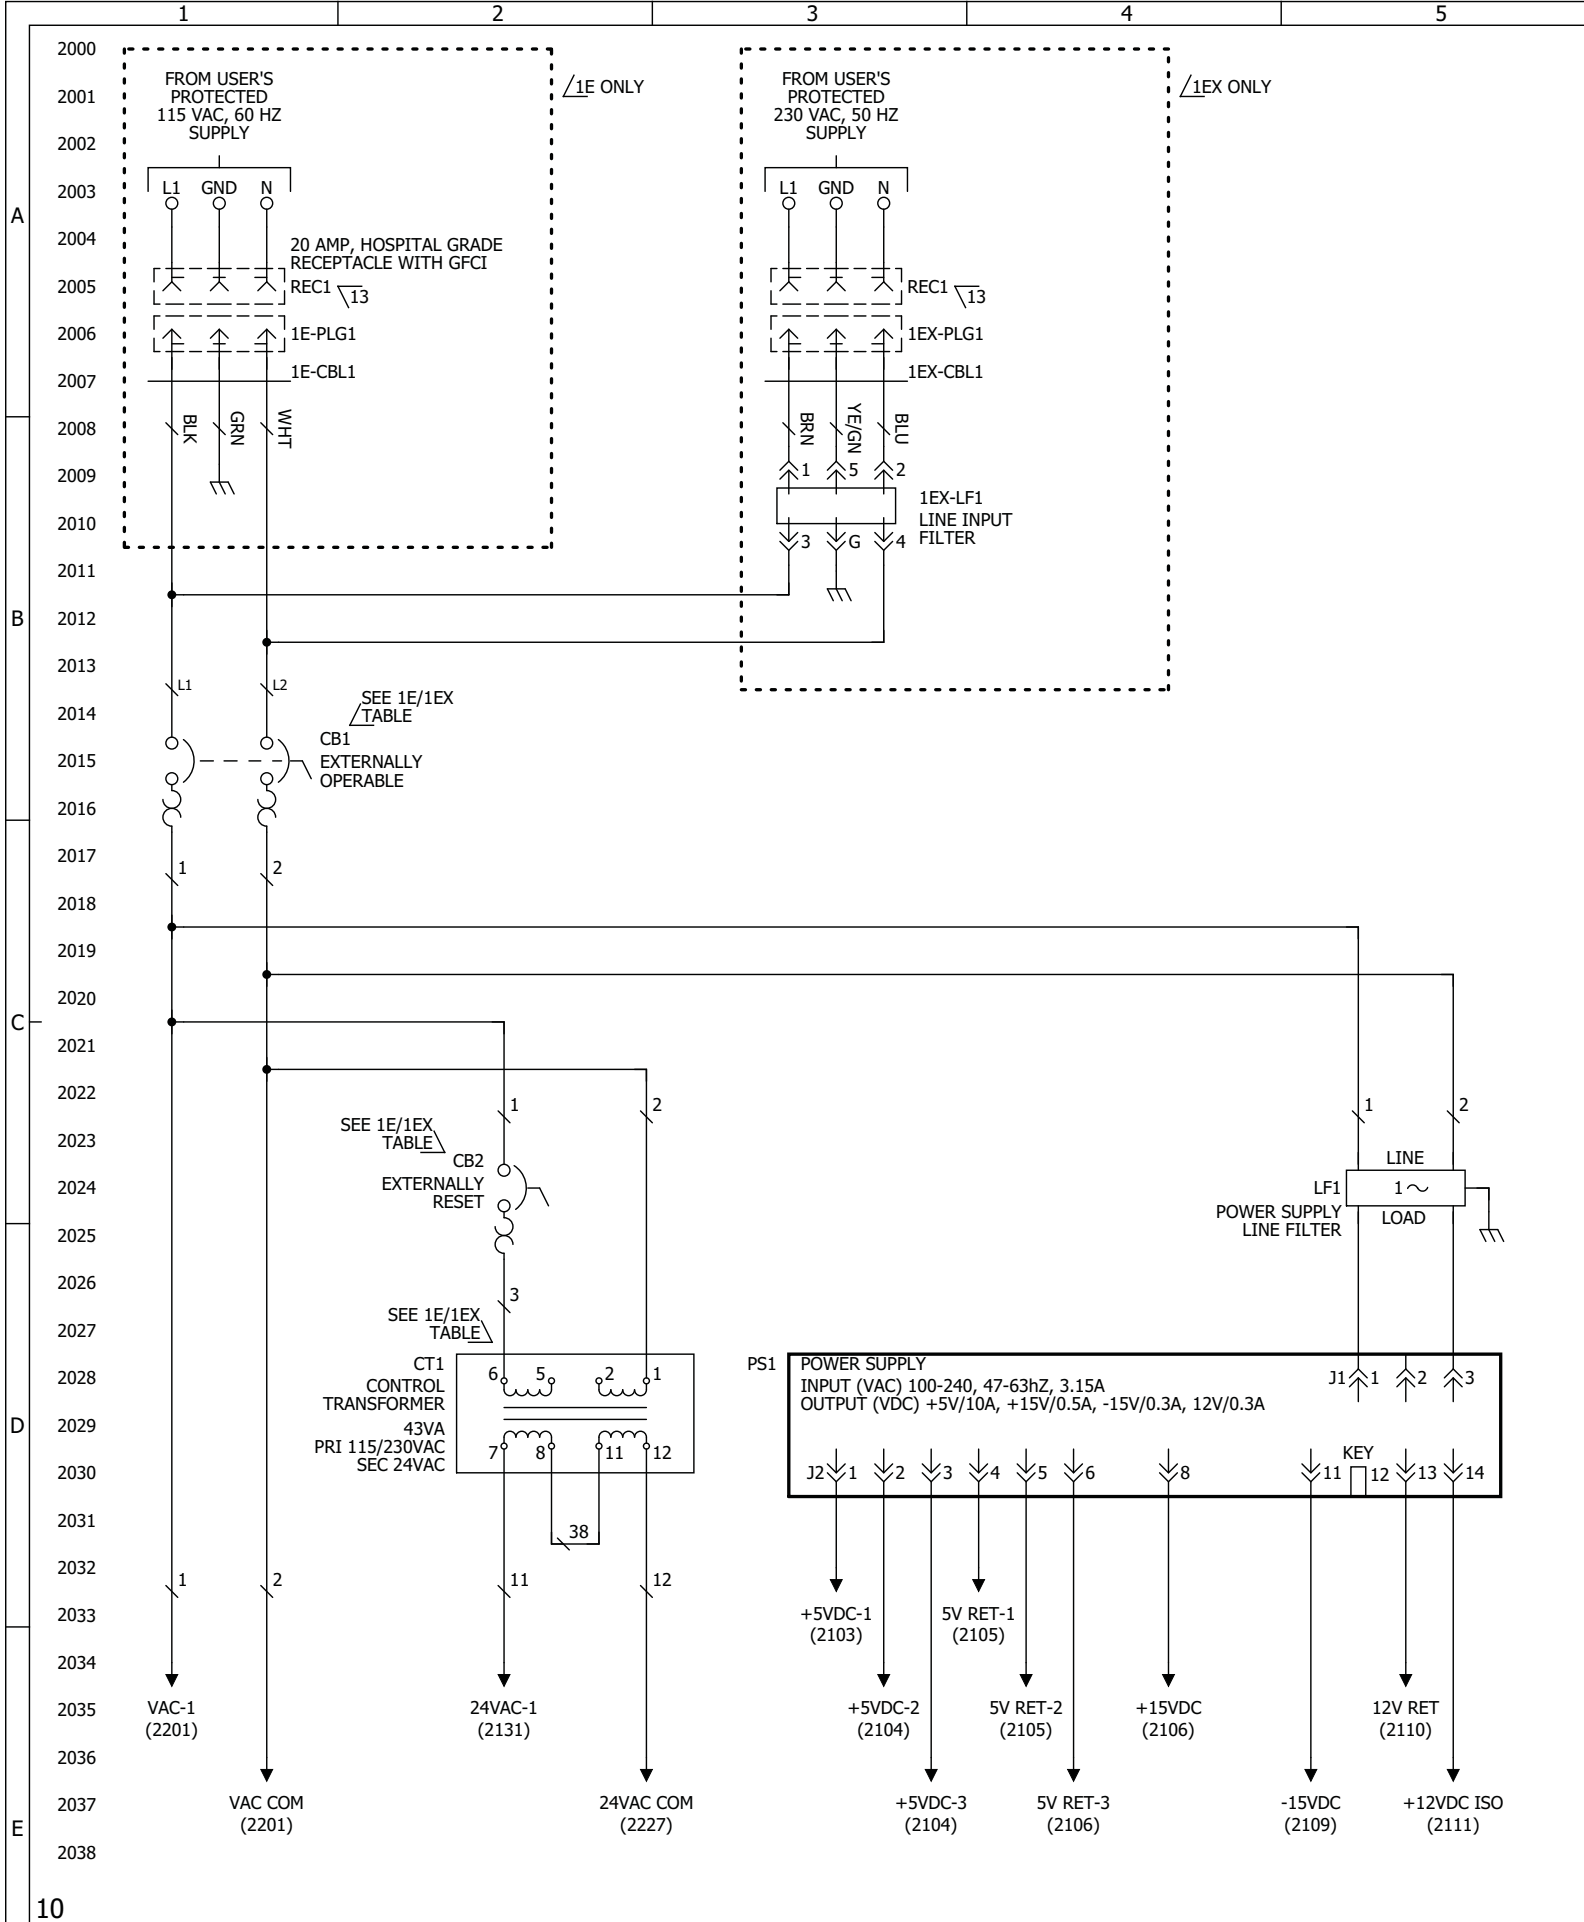 1
2
3
4
5
A
B
C
D
E
2000
2001
2002
2003
2004
2005
2006
2007
2008
2009
2010
2011
2012
2013
2014
2015
2016
2017
2018
2019
2020
2021
2022
2023
2024
2025
2026
2027
2028
2029
2030
2031
2032
2033
2034
2035
2036
2037
2038
FROM USER'S
PROTECTED
115 VAC, 60 HZ
SUPPLY
1E ONLY
L1 GND N
20 AMP, HOSPITAL GRADE
RECEPTACLE WITH GFCI
REC1
13
1E-PLG1
1E-CBL1
BLK
GRN
WHT
FROM USER'S
PROTECTED
230 VAC, 50 HZ
SUPPLY
1EX ONLY
L1 GND N
REC1
13
1EX-PLG1
1EX-CBL1
BRN
YE/GN
BLU
1 5 2
1EX-LF1
LINE INPUT
FILTER
3 G 4
L1
L2
SEE 1E/1EX
TABLE
CB1
EXTERNALLY
OPERABLE
1
2
1
2
SEE 1E/1EX
TABLE
CB2
EXTERNALLY
RESET
3
SEE 1E/1EX
TABLE
CT1
CONTROL
TRANSFORMER
43VA
PRI 115/230VAC
SEC 24VAC
6 5 2 1
7 8 11 12
38
1
2
11
12
1
2
LINE
LF1
1
LOAD
POWER SUPPLY
LINE FILTER
PS1
POWER SUPPLY
INPUT (VAC) 100-240, 47-63hZ, 3.15A
OUTPUT (VDC) +5V/10A, +15V/0.5A, -15V/0.3A, 12V/0.3A
J1 1 2 3
KEY
J2 1 2 3 4 5 6 8 11 12 13 14
+5VDC-1
(2103)
5V RET-1
(2105)
VAC-1
(2201)
24VAC-1
(2131)
+5VDC-2
(2104)
5V RET-2
(2105)
+15VDC
(2106)
12V RET
(2110)
VAC COM
(2201)
24VAC COM
(2227)
+5VDC-3
(2104)
5V RET-3
(2106)
-15VDC
(2109)
+12VDC ISO
(2111)
10